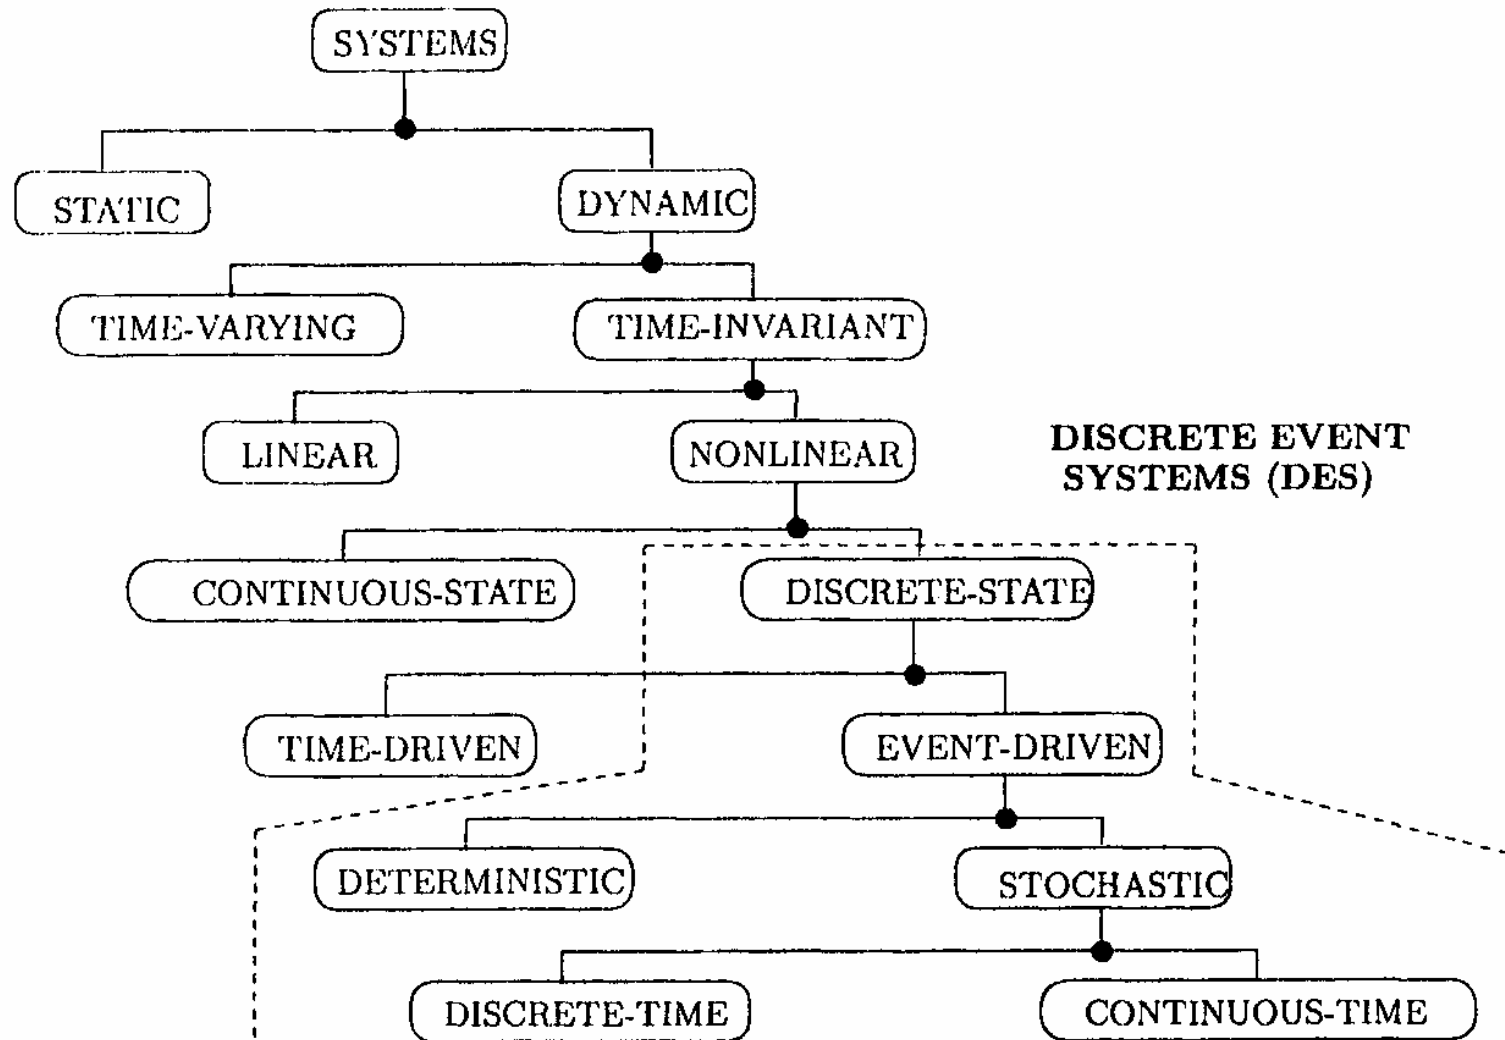 SYSTEMS
STATIC
DYNAMIC
TIME-VARYING
TIME-INVARIANT
LINEAR
NONLINEAR
DISCRETE EVENT
SYSTEMS (DES)
CONTINUOUS-STATE
DISCRETE-STATE
TIME-DRIVEN
EVENT-DRIVEN
DETERMINISTIC
STOCHASTIC
DISCRETE-TIME
CONTINUOUS-TIME